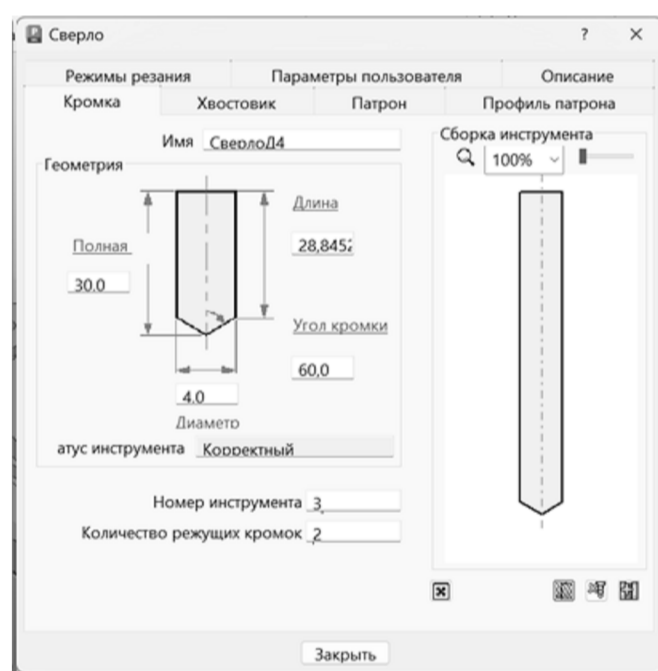 Сверло
Режимы резания Параметры пользователя Описание
Кромка Хвостовик Патрон Профиль патрона
Имя СверлоД4
Сборка инструмента
100%
Геометрия
Длина
Полная
28,8452
30.0
Угол кромки
60,0
4.0
Диаметр
атус инструмента Корректный
Номер инструмента 3
Количество режущих кромок 2
Закрыть